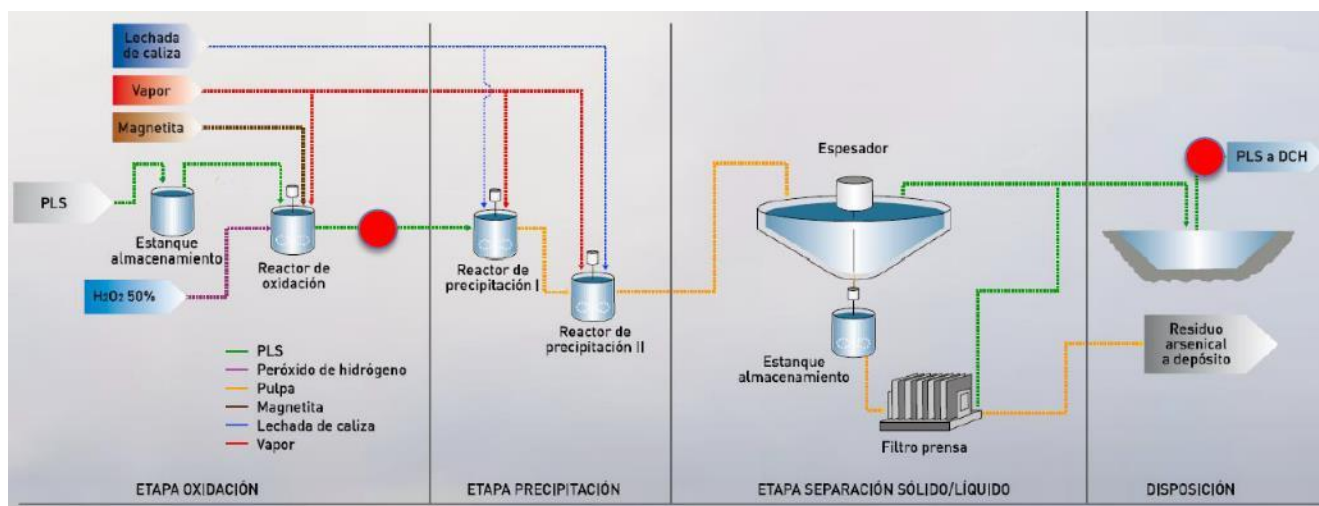 Lechada
de caliza
Vapor
Magnetita
PLS
Estanque
almacenamiento
H2O2 50%
Reactor de
oxidación
Reactor de
precipitación I
Reactor de
precipitación II
Espesador
Estanque
almacenamiento
Filtro prensa
PLS a DCH
Residuo
arsenical
a depósito
PLS
Peróxido de hidrógeno
Pulpa
Magnetita
Lechada de caliza
Vapor
ETAPA OXIDACIÓN
ETAPA PRECIPITACIÓN
ETAPA SEPARACIÓN SÓLIDO/LÍQUIDO
DISPOSICIÓN